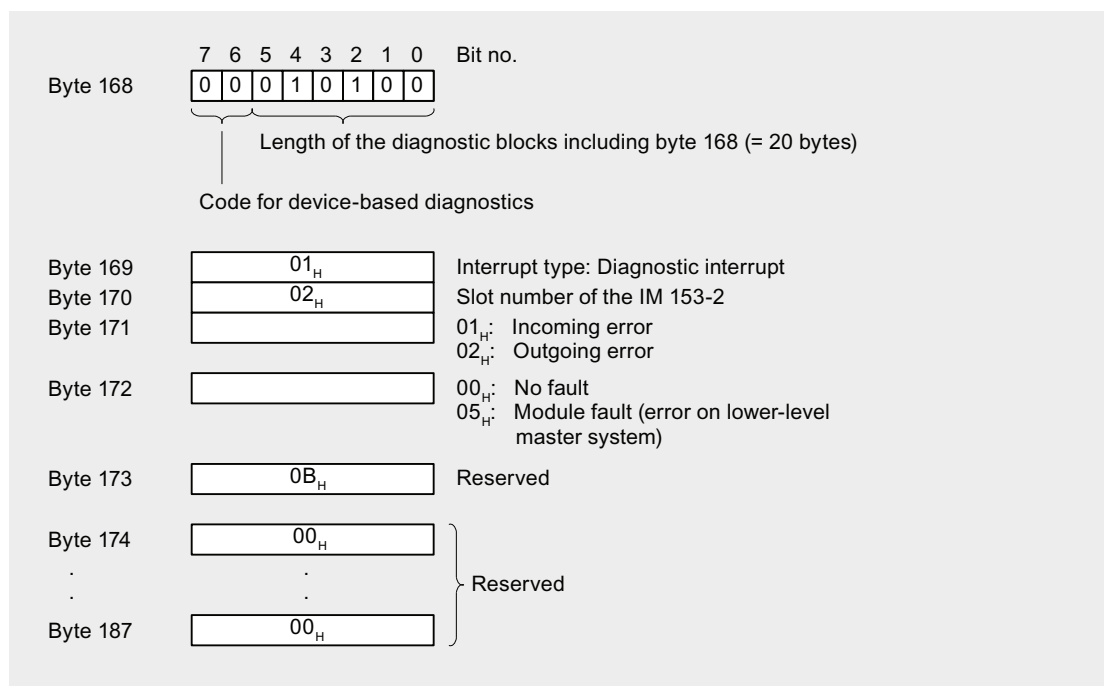 7 6 5 4 3 2 1 0 Bit no.
Byte 168 0 0 0 1 0 1 0 0
Length of the diagnostic blocks including byte 168 (= 20 bytes)
Code for device-based diagnostics
Byte 169 01H Interrupt type: Diagnostic interrupt
Byte 170 02H Slot number of the IM 153-2
Byte 171 01H: Incoming error
02H: Outgoing error
Byte 172 00H: No fault
05H: Module fault (error on lower-level
master system)
Byte 173 0BH Reserved
Byte 174 00H
. .
Reserved
. .
Byte 187 00H